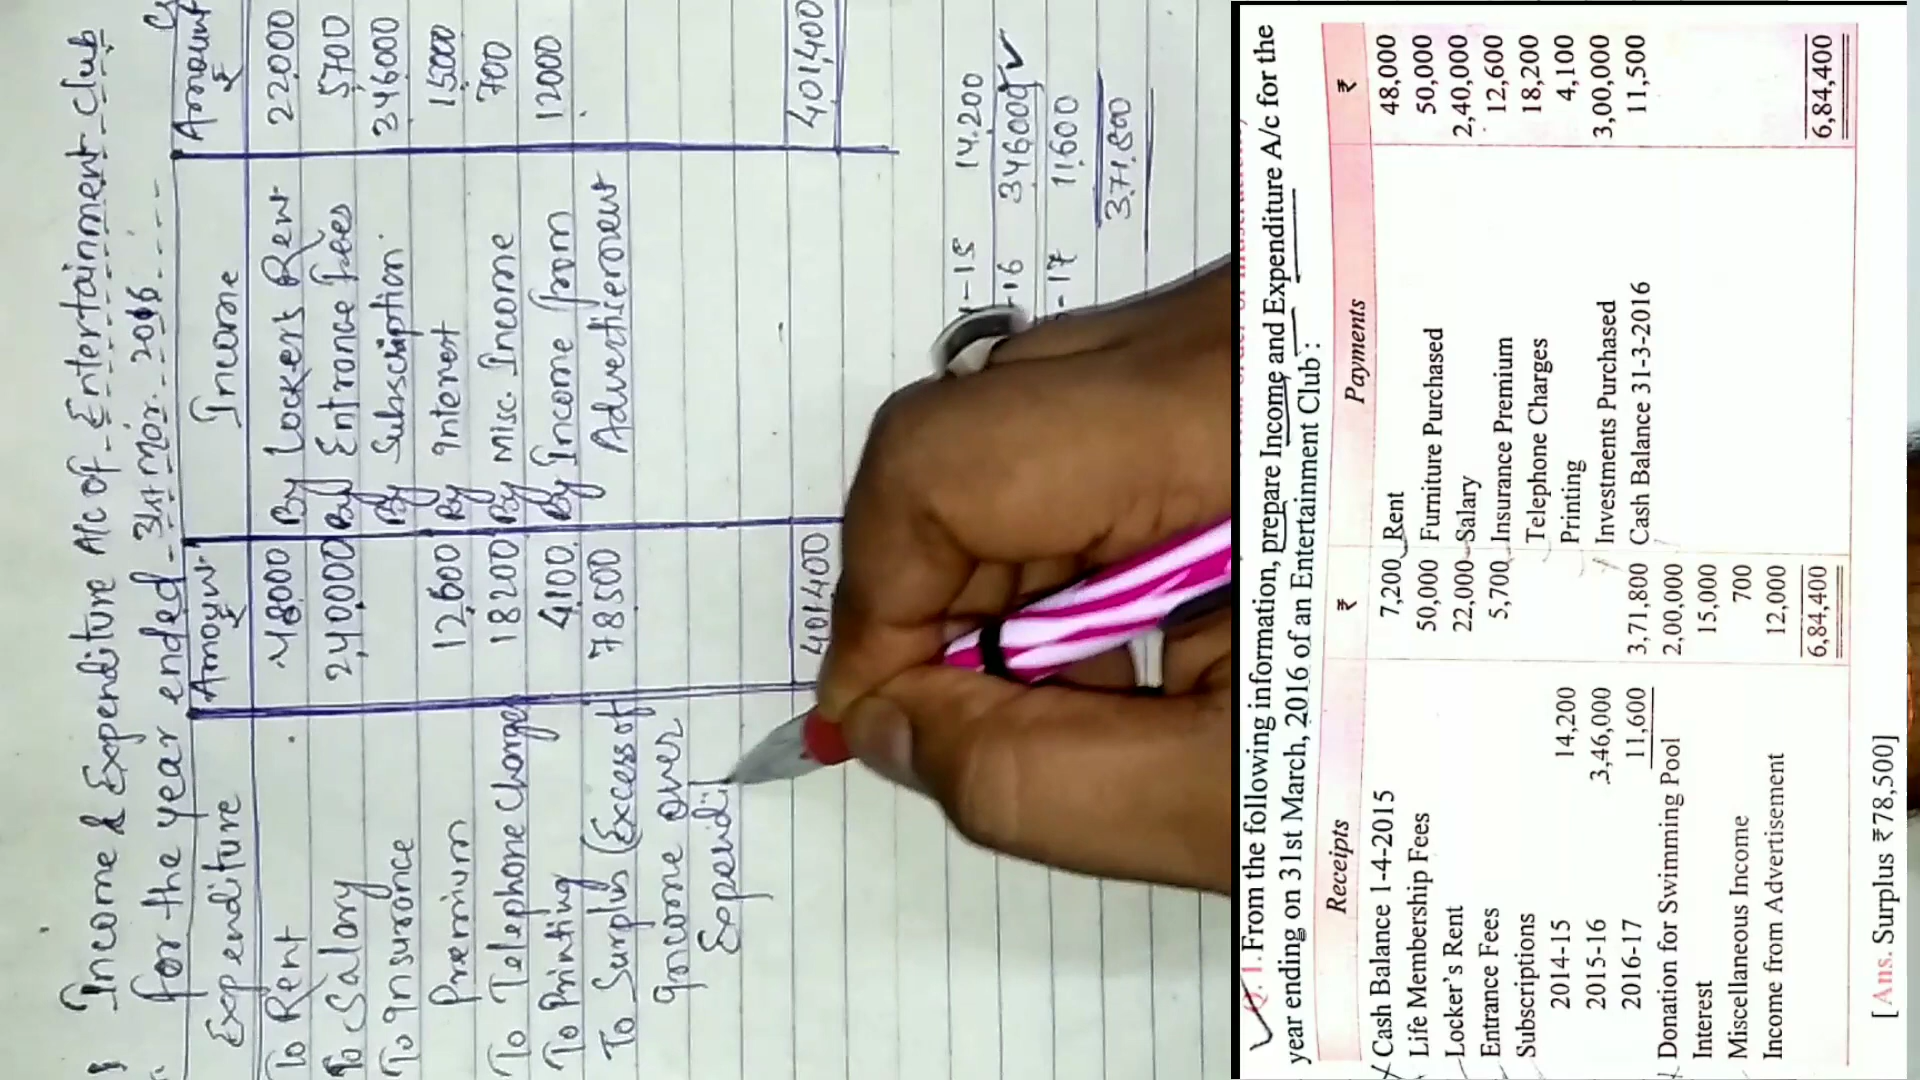 Income & Expenditure A/c of Entertainment Club
for the year ended 31st Mar. 2016
Expenditure Amount ₹ Income Amount ₹
To Rent 48000 By Lockers Rent 22000
To Salary 240000 By Entrance Fees 5700
To Insurance By Subscription 346000
Premium 12600 By Interest 15000
To Telephone Charges 18200 By Misc. Income 700
To Printing 4100 By Income from 12000
To Surplus (Excess of 78500 Advertiement
Income over
Expendi
401400 401400
-15 14,200
-16 346000
-17 11600
3,71,800
Q.1. From the following information, prepare Income and Expenditure A/c for the
year ending on 31st March, 2016 of an Entertainment Club :
Receipts ₹ Payments ₹
Cash Balance 1-4-2015 7,200 Rent 48,000
Life Membership Fees 50,000 Furniture Purchased 50,000
Locker's Rent 22,000 Salary 2,40,000
Entrance Fees 5,700 Insurance Premium 12,600
Subscriptions Telephone Charges 18,200
2014-15 14,200 Printing 4,100
2015-16 3,46,000 Investments Purchased 3,00,000
2016-17 11,600 3,71,800 Cash Balance 31-3-2016 11,500
Donation for Swimming Pool 2,00,000
Interest 15,000
Miscellaneous Income 700
Income from Advertisement 12,000
6,84,400 6,84,400
[Ans. Surplus ₹78,500]